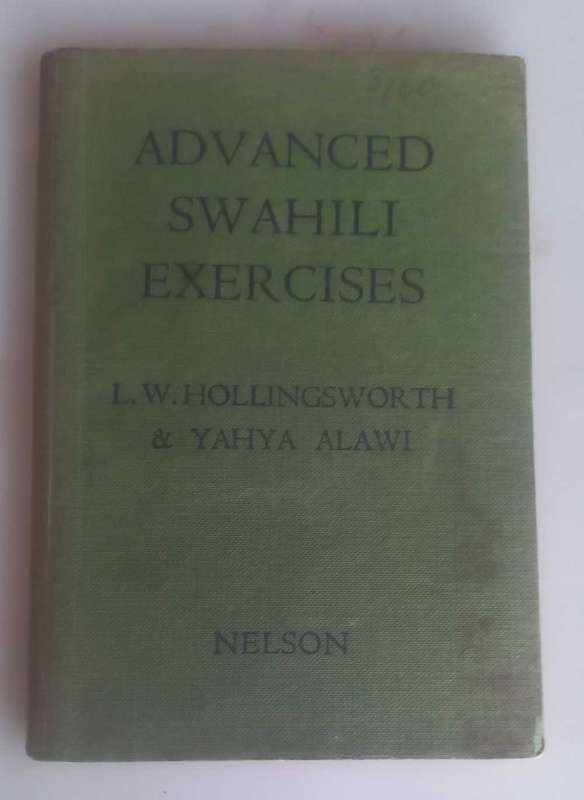 ADVANCED
SWAHILI
EXERCISES
L. W. HOLLINGSWORTH
& YAHYA ALAWI
NELSON